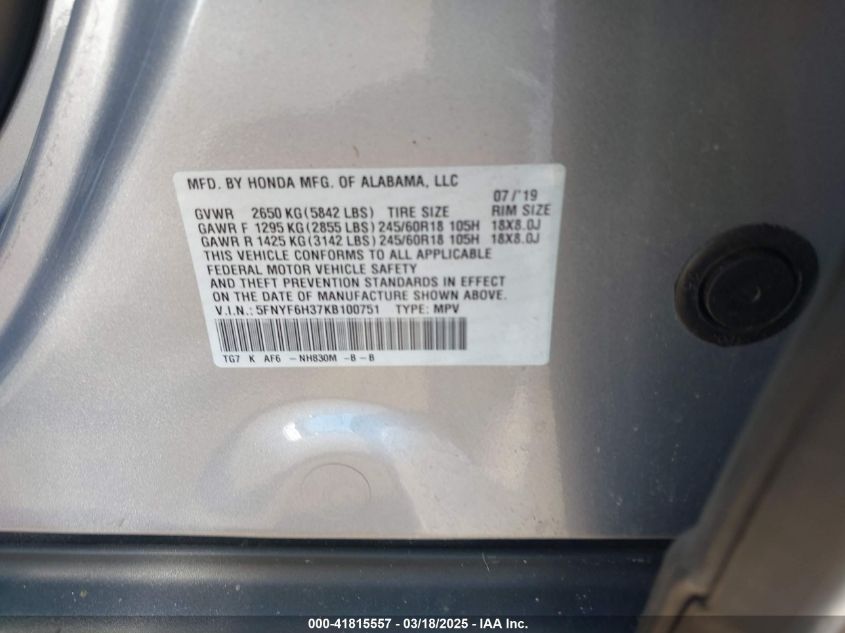 MFD. BY HONDA MFG. OF ALABAMA, LLC
07/'19
GVWR 2650 KG(5842 LBS) TIRE SIZE RIM SIZE
GAWR F 1295 KG(2855 LBS)245/60R18 105H 18X8.0J
GAWR R 1425 KG(3142 LBS)245/60R18 105H 18X8.0J
THIS VEHICLE CONFORMS TO ALL APPLICABLE
FEDERAL MOTOR VEHICLE SAFETY
AND THEFT PREVENTION STANDARDS IN EFFECT
ON THE DATE OF MANUFACTURE SHOWN ABOVE.
V.I.N.: 5FNYF6H37KB100751 TYPE: MPV
TG7 K AF6 -NH830M -B-B
000-41815557 - 03/18/2025 - IAA Inc.